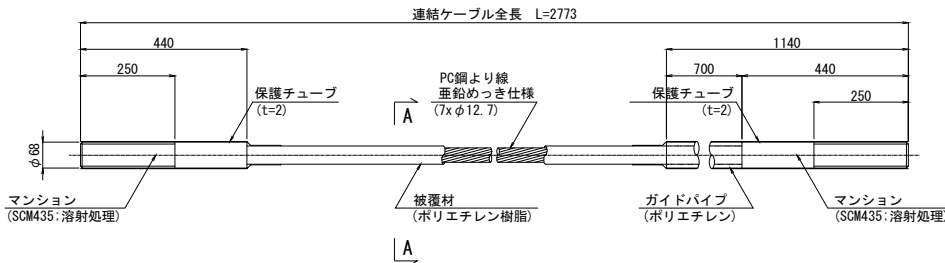 連結ケーブル全長 L=2773
440
1140
250
700
440
250
保護チューブ
(t=2)
PC鋼より線
亜鉛めっき仕様
(7xφ12.7)
保護チューブ
(t=2)
A
φ68
マンション
(SCM435:溶射処理)
被覆材
(ポリエチレン樹脂)
ガイドパイプ
(ポリエチレン)
マンション
(SCM435:溶射処理)
A